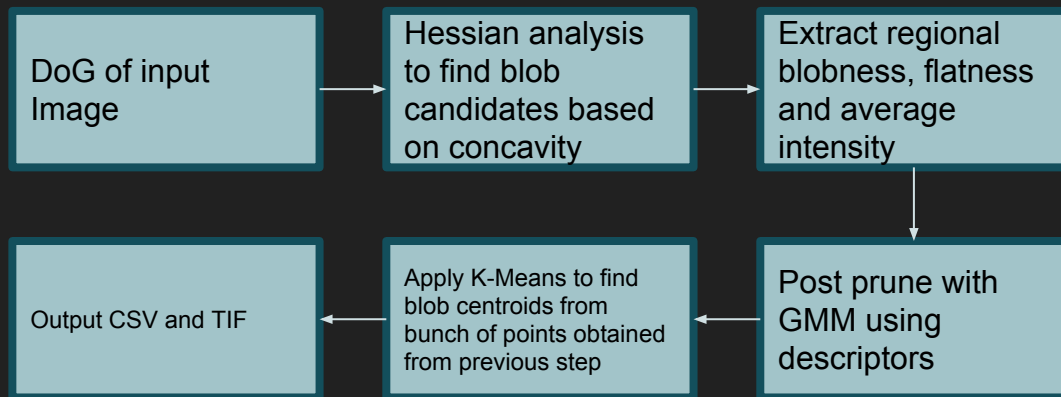 DoG of input
Image
Hessian analysis
to find blob
candidates based
on concavity
Extract regional
blobness, flatness
and average
intensity
Post prune with
GMM using
descriptors
Apply K-Means to find
blob centroids from
bunch of points obtained
from previous step
Output CSV and TIF